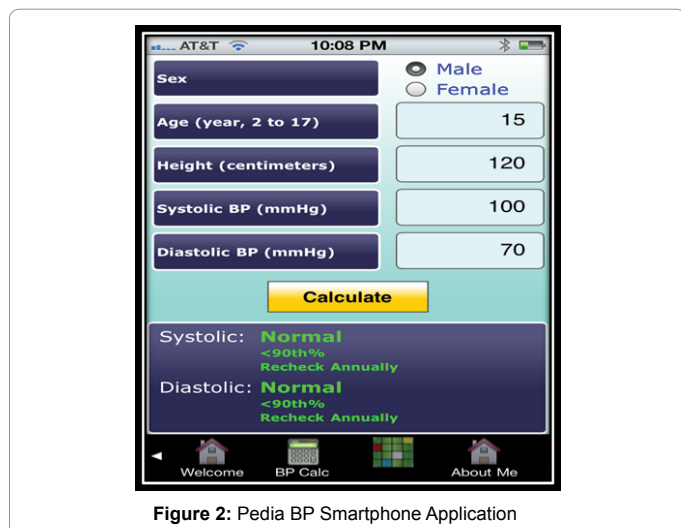 AT&T 10:08 PM
Sex
Male
Female
Age (year, 2 to 17) 15
Height (centimeters) 120
Systolic BP (mmHg) 100
Diastolic BP (mmHg) 70
Calculate
Systolic: Normal
<90th%
Recheck Annually
Diastolic: Normal
<90th%
Recheck Annually
Welcome BP Calc About Me
Figure 2: Pedia BP Smartphone Application